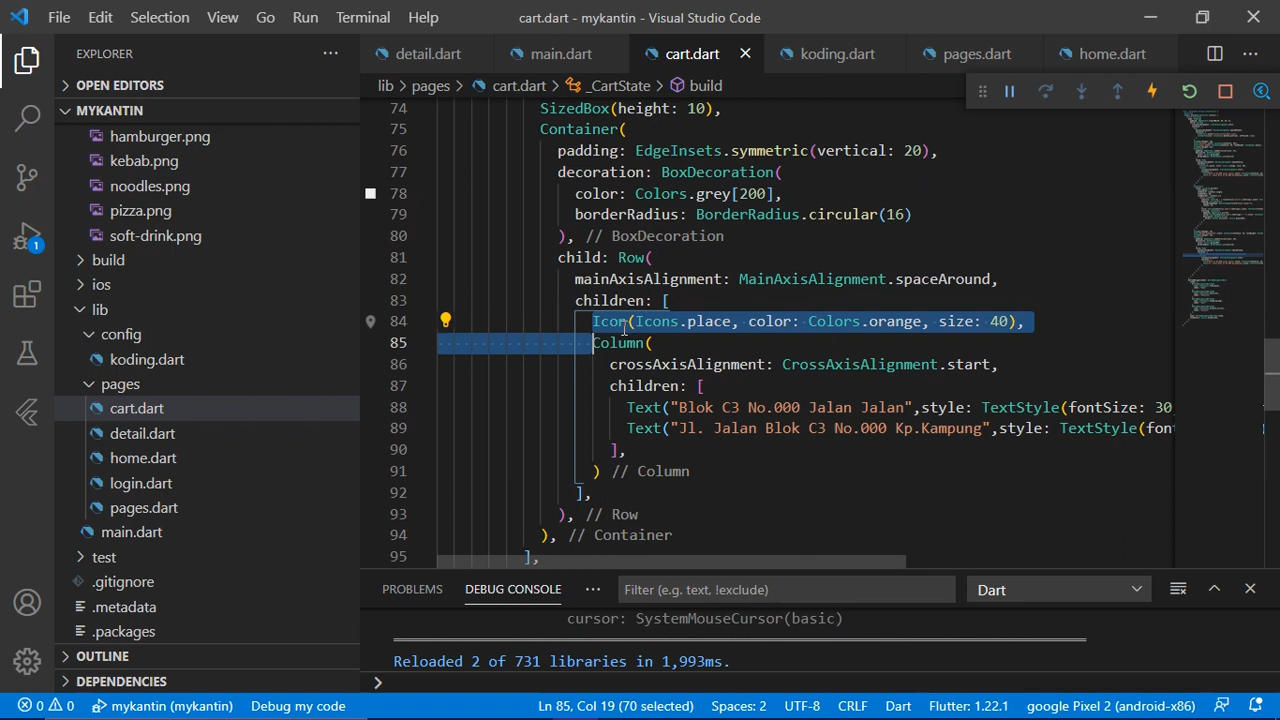 File Edit Selection View Go Run Terminal Help cart.dart - mykantin - Visual Studio Code
EXPLORER
detail.dart main.dart cart.dart koding.dart pages.dart home.dart
OPEN EDITORS
lib pages cart.dart _CartState build
MYKANTIN
hamburger.png
kebab.png
noodles.png
pizza.png
soft-drink.png
build
ios
lib
config
koding.dart
pages
cart.dart
detail.dart
home.dart
login.dart
pages.dart
main.dart
test
.gitignore
.metadata
.packages
OUTLINE
DEPENDENCIES
1
74 SizedBox(height: 10),
75 Container(
76 padding: EdgeInsets.symmetric(vertical: 20),
77 decoration: BoxDecoration(
78 color: Colors.grey[200],
79 borderRadius: BorderRadius.circular(16)
80 ), // BoxDecoration
81 child: Row(
82 mainAxisAlignment: MainAxisAlignment.spaceAround,
83 children: [
84 Icon(Icons.place, color: Colors.orange, size: 40),
85 Column(
86 crossAxisAlignment: CrossAxisAlignment.start,
87 children: [
88 Text("Blok C3 No.000 Jalan Jalan",style: TextStyle(fontSize: 30
89 Text("Jl. Jalan Blok C3 No.000 Kp.Kampung",style: TextStyle(fon
90 ],
91 ) // Column
92 ],
93 ), // Row
94 ), // Container
95 ],
PROBLEMS DEBUG CONSOLE Filter (e.g. text, !exclude) Dart
cursor: SystemMouseCursor(basic)
Reloaded 2 of 731 libraries in 1,993ms.
0 0 mykantin (mykantin) Debug my code Ln 85, Col 19 (70 selected) Spaces: 2 UTF-8 CRLF Dart Flutter: 1.22.1 google Pixel 2 (android-x86)